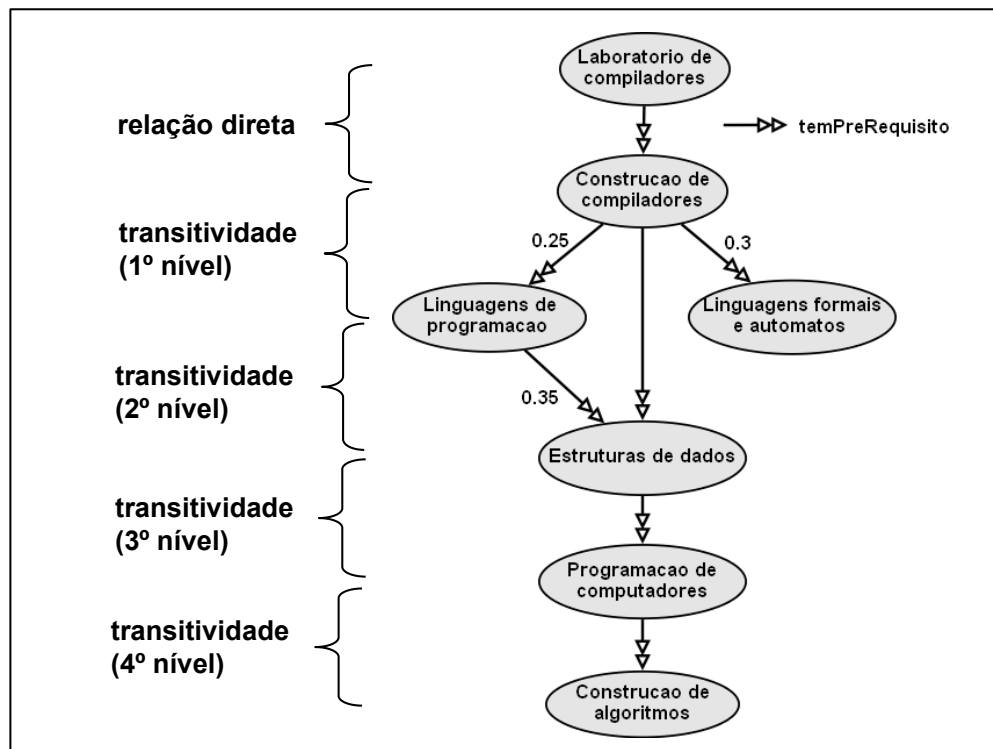 Laboratorio de
compiladores
relação direta
temPreRequisito
Construcao de
compiladores
transitividade
(1º nível)
0.25
0.3
Linguagens de
programacao
Linguagens formais
e automatos
transitividade
(2º nível)
0.35
Estruturas de dados
transitividade
(3º nível)
Programacao de
computadores
transitividade
(4º nível)
Construcao de
algoritmos